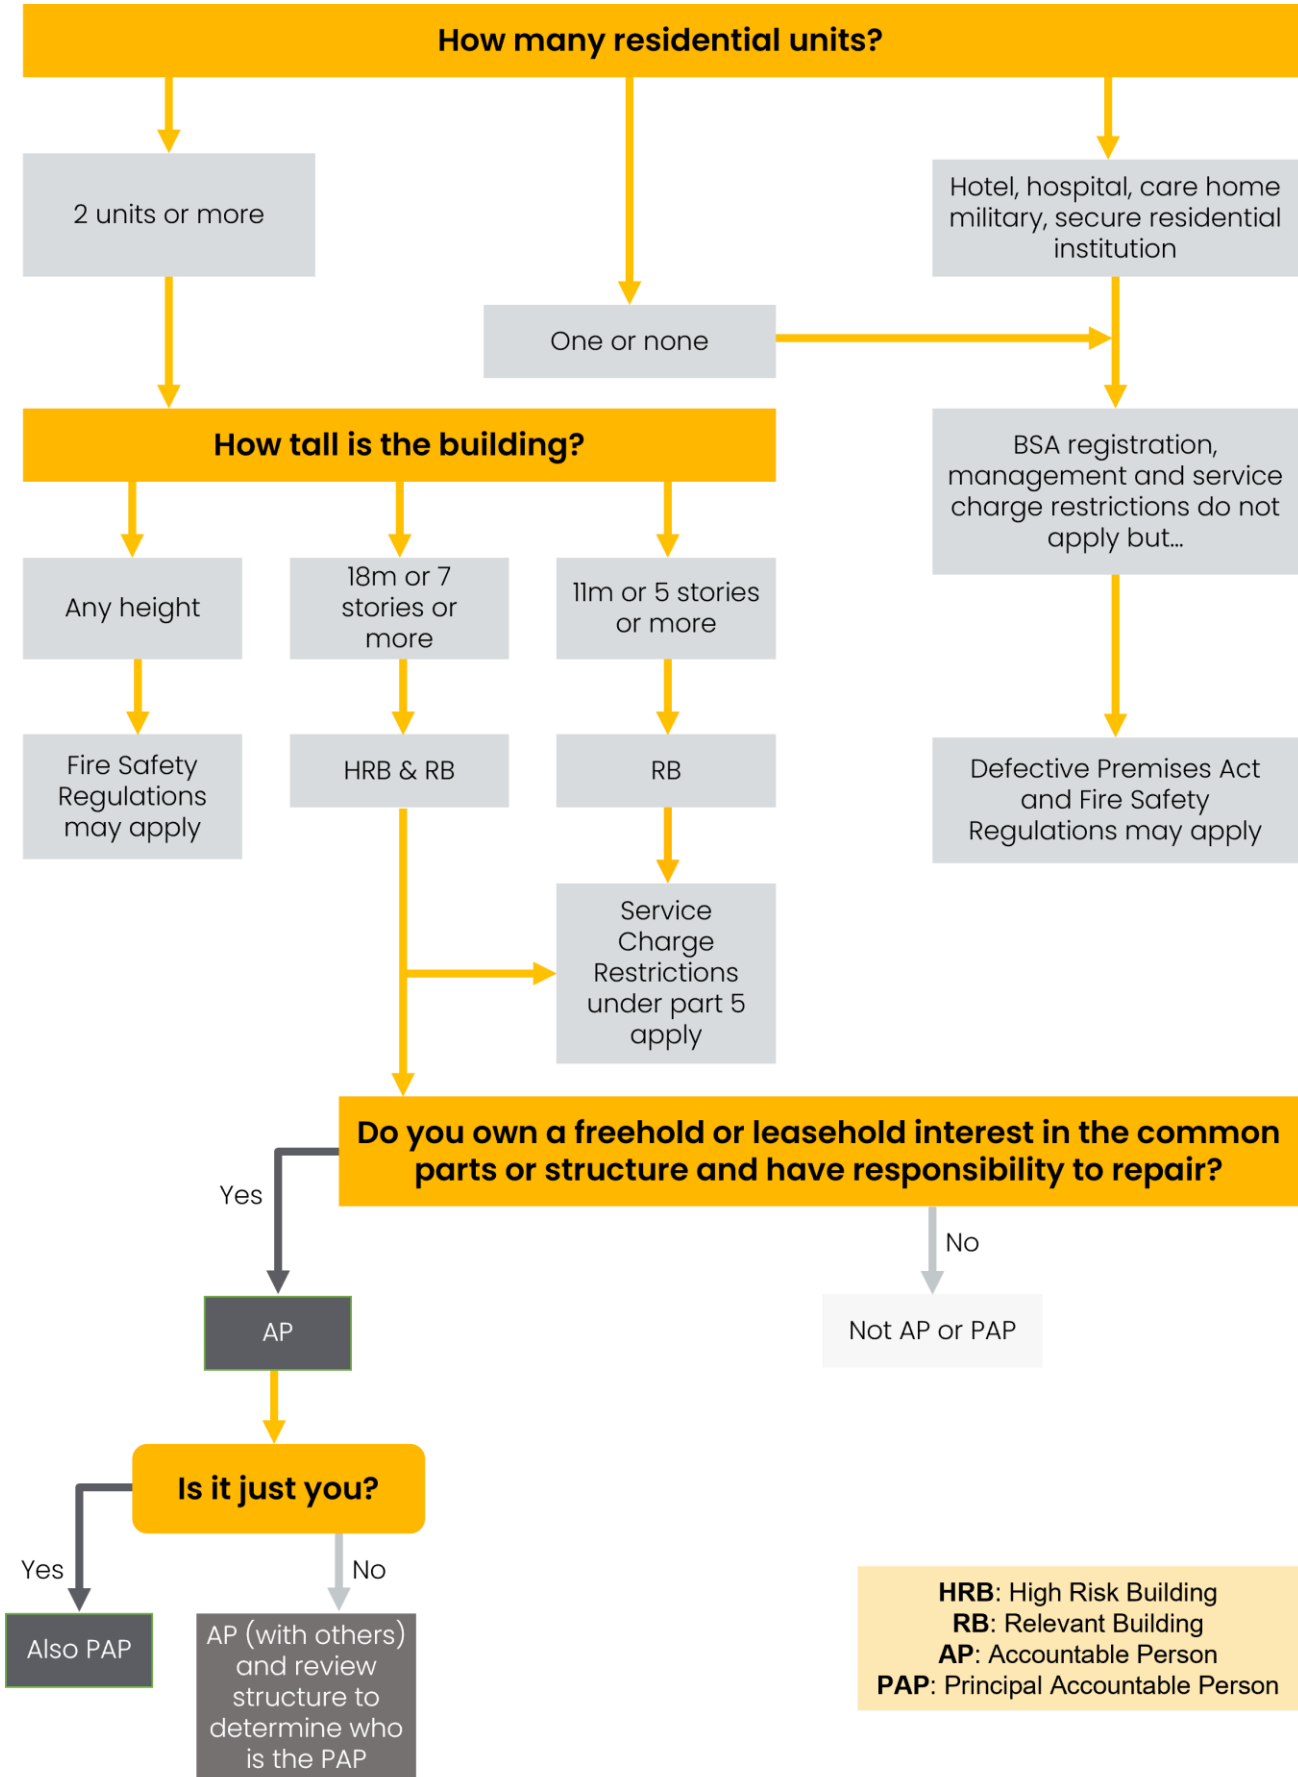 How many residential units?
2 units or more
Hotel, hospital, care home
military, secure residential
institution
One or none
How tall is the building?
BSA registration,
management and service
charge restrictions do not
apply but...
Any height
18m or 7
stories or
more
11m or 5 stories
or more
Fire Safety
Regulations
may apply
HRB & RB
RB
Defective Premises Act
and Fire Safety
Regulations may apply
Service
Charge
Restrictions
under part 5
apply
Do you own a freehold or leasehold interest in the common
parts or structure and have responsibility to repair?
Yes
No
AP
Not AP or PAP
Is it just you?
Yes
No
Also PAP
AP (with others)
and review
structure to
determine who
is the PAP
HRB: High Risk Building
RB: Relevant Building
AP: Accountable Person
PAP: Principal Accountable Person